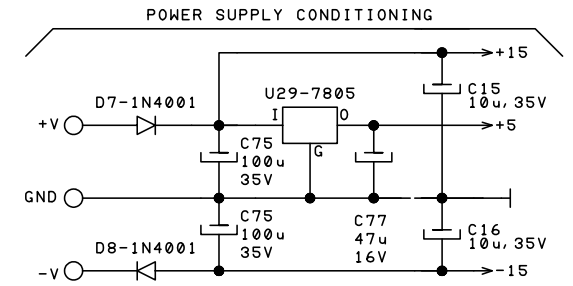 POWER SUPPLY CONDITIONING
+15
C15
10u, 35V
U29-7805
D7-1N4001
I
O
+V
+5
G
C75
100u
35V
GND
C75
100u
35V
C77
47u
16V
C16
10u, 35V
D8-1N4001
-V
-15